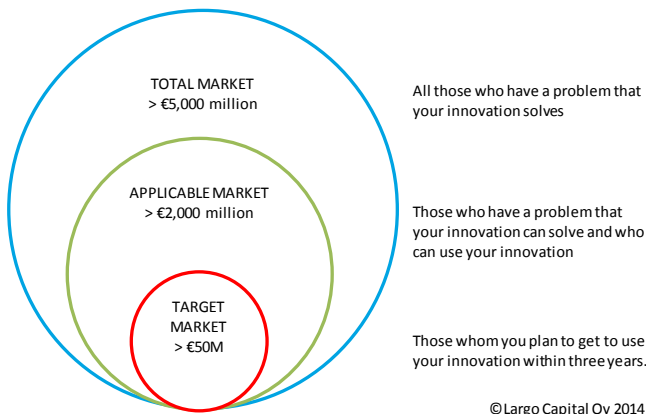 TOTAL MARKET
> €5,000 million
All those who have a problem that
your innovation solves
APPLICABLE MARKET
> €2,000 million
Those who have a problem that
your innovation can solve and who
can use your innovation
TARGET
MARKET
> €50M
Those whom you plan to get to use
your innovation within three years.
©Largo Capital Oy 2014